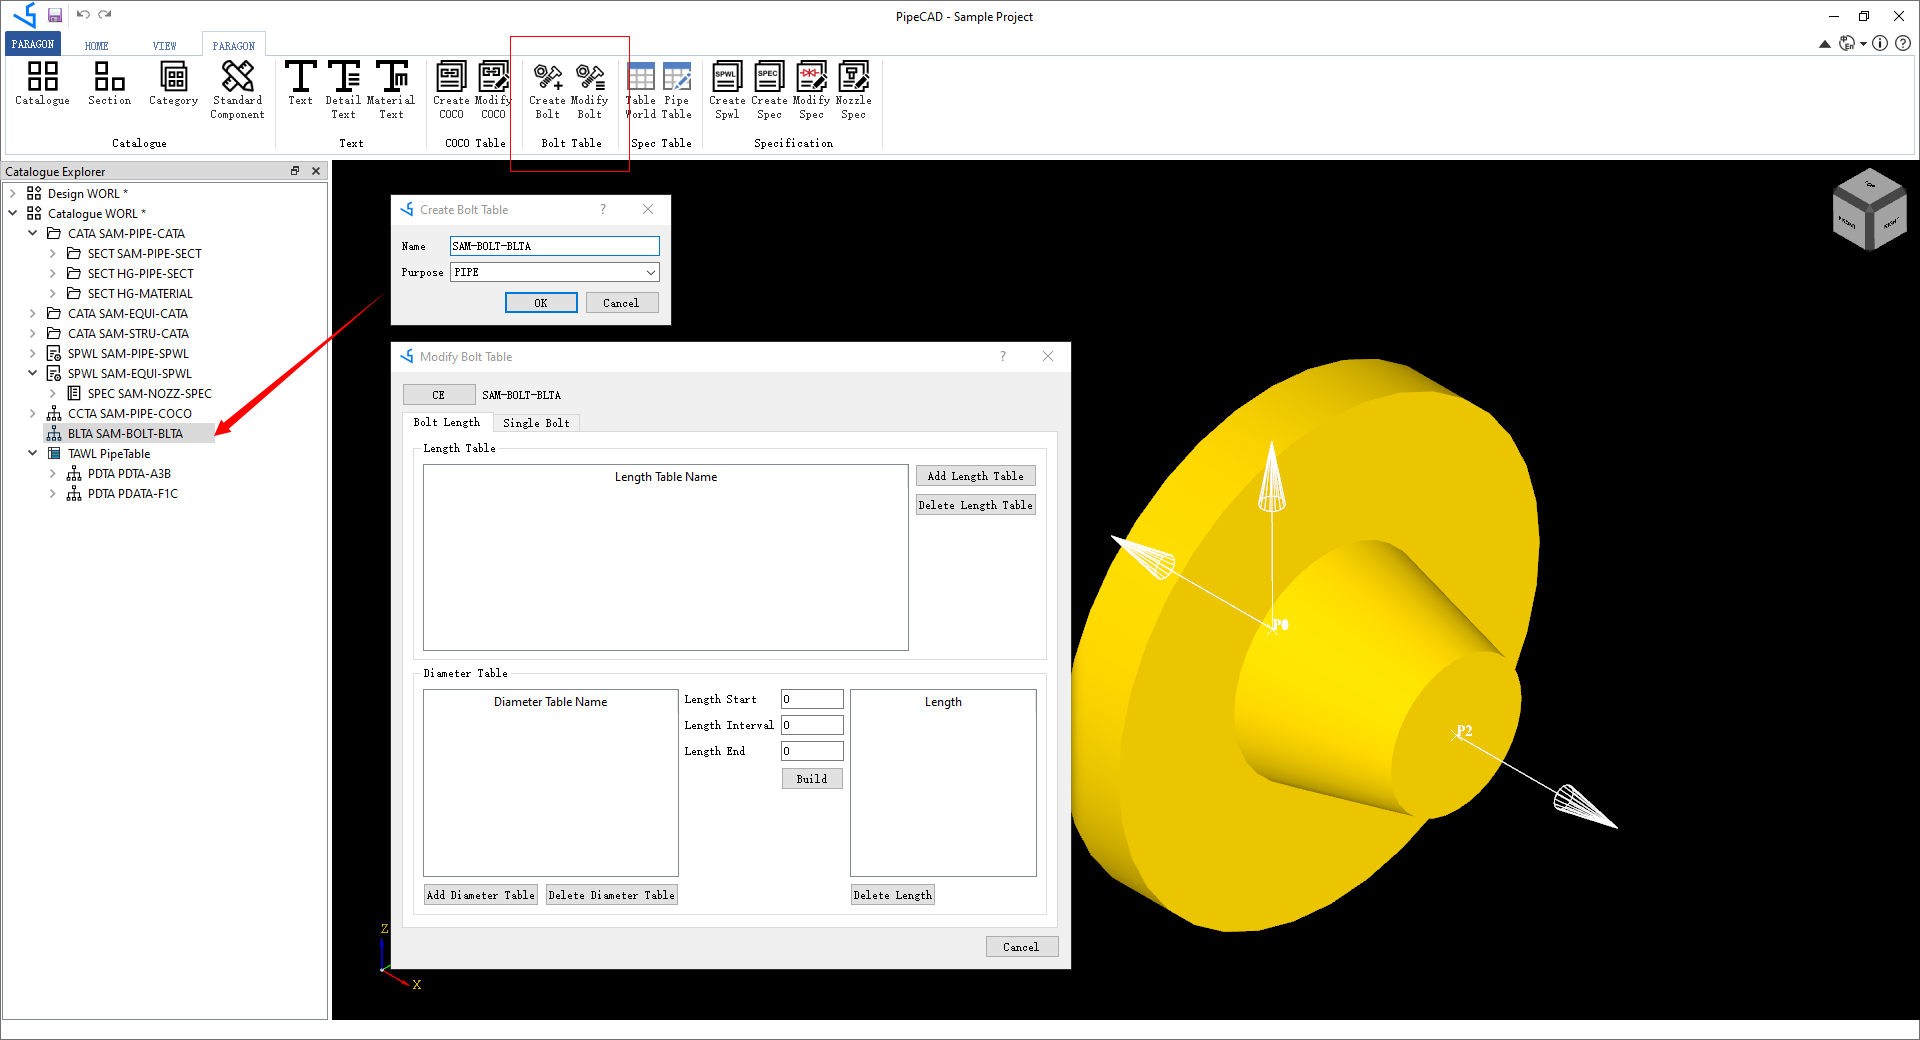 PipeCAD - Sample Project
PARAGON
HOME
VIEW
PARAGON
Catalogue
Section
Category
Standard Component
Catalogue
Text
Detail Text
Material Text
Text
Create COCO
Modify COCO
COCO Table
Create Bolt
Modify Bolt
Bolt Table
Table World
Pipe Table
Spec Table
SPWL
Create Spwl
SPEC
Create Spec
Modify Spec
Nozzle Spec
Specification
Catalogue Explorer
Design WORL *
Catalogue WORL *
CATA SAM-PIPE-CATA
SECT SAM-PIPE-SECT
SECT HG-PIPE-SECT
SECT HG-MATERIAL
CATA SAM-EQUI-CATA
CATA SAM-STRU-CATA
SPWL SAM-PIPE-SPWL
SPWL SAM-EQUI-SPWL
SPEC SAM-NOZZ-SPEC
CCTA SAM-PIPE-COCO
BLTA SAM-BOLT-BLTA
TAWL PipeTable
PDTA PDTA-A3B
PDTA PDATA-F1C
Create Bolt Table
Name SAM-BOLT-BLTA
Purpose PIPE
OK Cancel
Modify Bolt Table
CE SAM-BOLT-BLTA
Bolt Length Single Bolt
Length Table
Length Table Name
Add Length Table
Delete Length Table
Diameter Table
Diameter Table Name
Length Start 0
Length Interval 0
Length End 0
Build
Length
Add Diameter Table Delete Diameter Table
Delete Length
Cancel
TOP
FRONT
RIGHT
P0
P2
Z
X